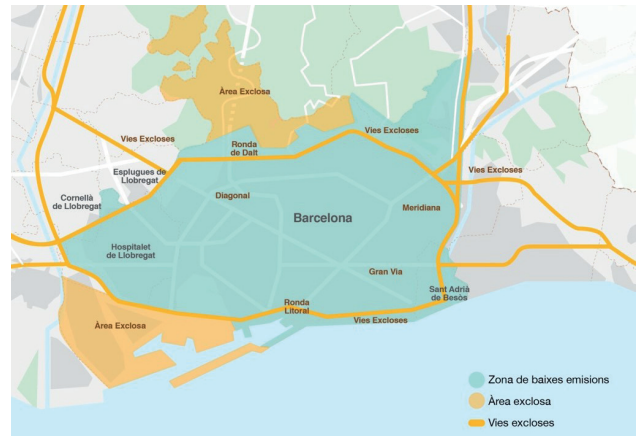 Àrea Exclosa
Vies Excloses
Vies Excloses
Ronda
de Dalt
Esplugues de
Llobregat
Vies Excloses
Cornellà
de Llobregat
Diagonal
Meridiana
Barcelona
Hospitalet
de Llobregat
Gran Via
Sant Adrià
de Besòs
Ronda
Litoral
Vies Excloses
Àrea Exclosa
Zona de baixes emisions
Àrea exclosa
Vies excloses